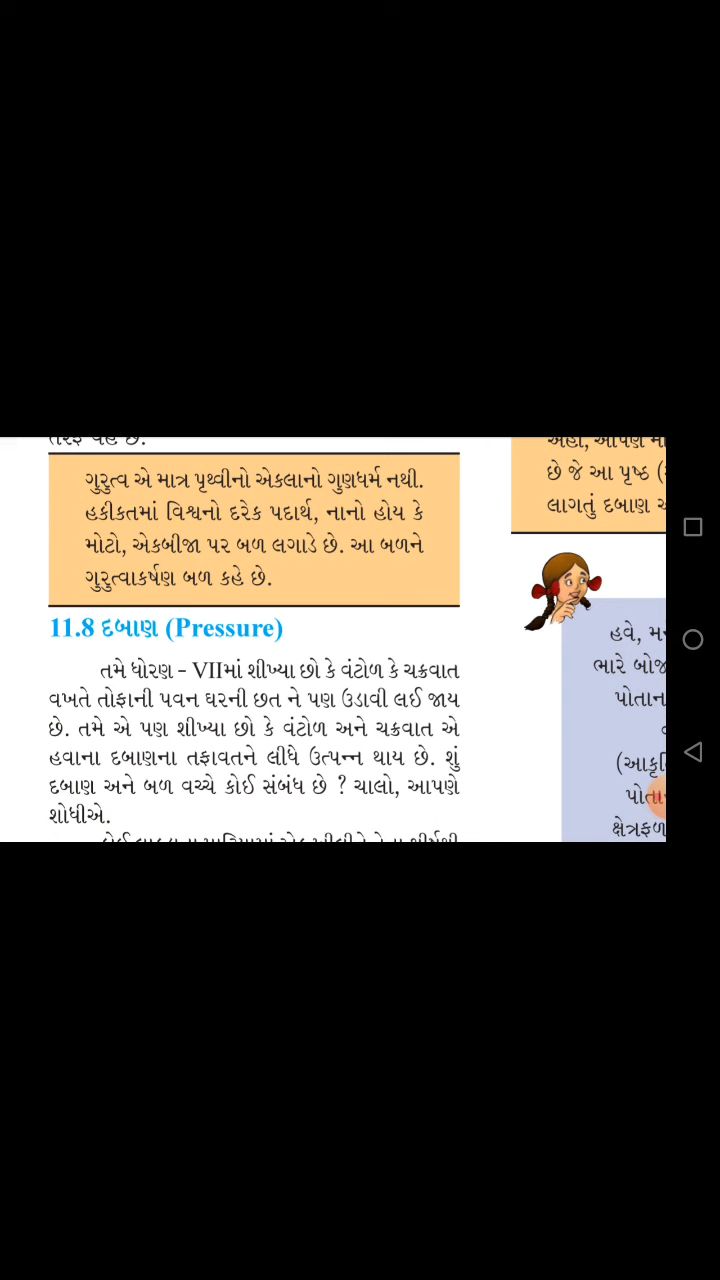 ગુરુત્વ એ માત્ર પૃથ્વીનો એકલાનો ગુણધર્મ નથી.
હકીકતમાં વિશ્વનો દરેક પદાર્થ, નાનો હોય કે
મોટો, એકબીજા પર બળ લગાડે છે. આ બળને
ગુરુત્વાકર્ષણ બળ કહે છે.
11.8 દબાણ (Pressure)
તમે ધોરણ - VIIમાં શીખ્યા છો કે વંટોળ કે ચક્રવાત
વખતે તોફાની પવન ઘરની છત ને પણ ઉડાવી લઈ જાય
છે. તમે એ પણ શીખ્યા છો કે વંટોળ અને ચક્રવાત એ
હવાના દબાણના તફાવતને લીધે ઉત્પન્ન થાય છે. શું
દબાણ અને બળ વચ્ચે કોઈ સંબંધ છે ? ચાલો, આપણે
શોધીએ.
છે જે આ પૃષ્ઠ
લાગતું દબાણ
હવે,
ભારે